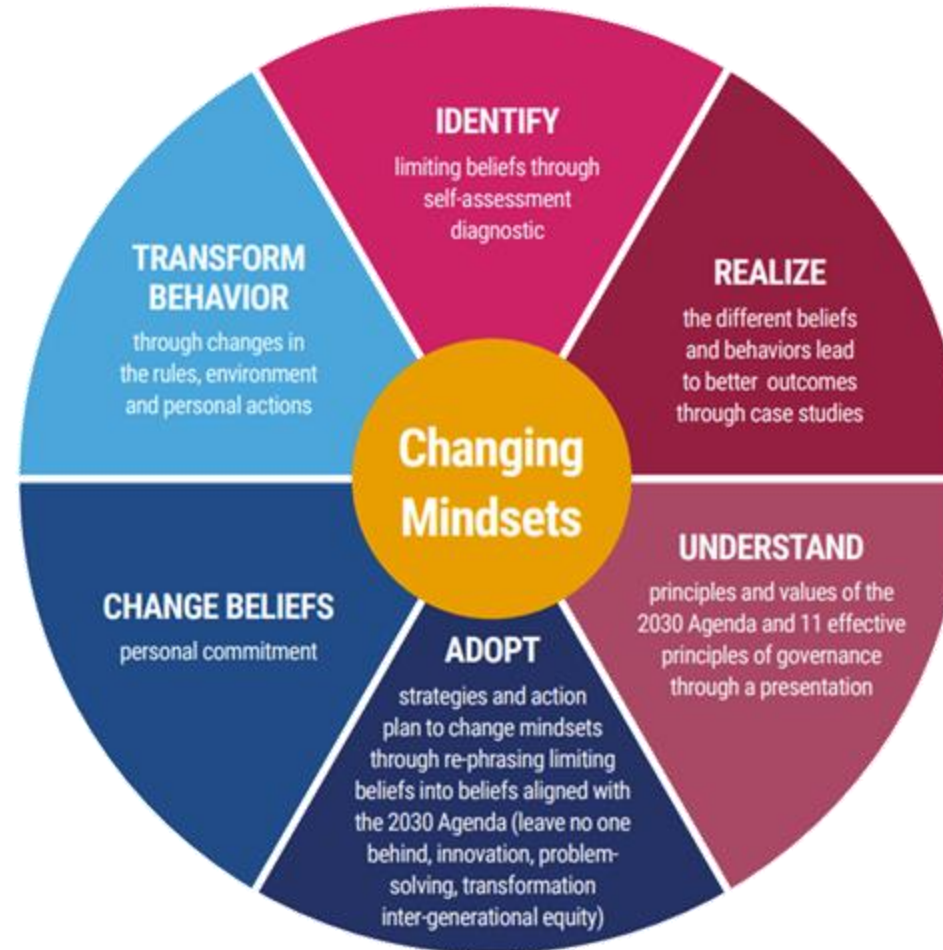 IDENTIFY
limiting beliefs through
self-assessment
diagnostic
REALIZE
the different beliefs
and behaviors lead
to better outcomes
through case studies
UNDERSTAND
principles and values of the
2030 Agenda and 11 effective
principles of governance
through a presentation
ADOPT
strategies and action
plan to change mindsets
through re-phrasing limiting
beliefs into beliefs aligned with
the 2030 Agenda (leave no one
behind, innovation, problem-
solving, transformation
inter-generational equity)
CHANGE BELIEFS
personal commitment
TRANSFORM
BEHAVIOR
through changes in
the rules, environment
and personal actions
Changing
Mindsets